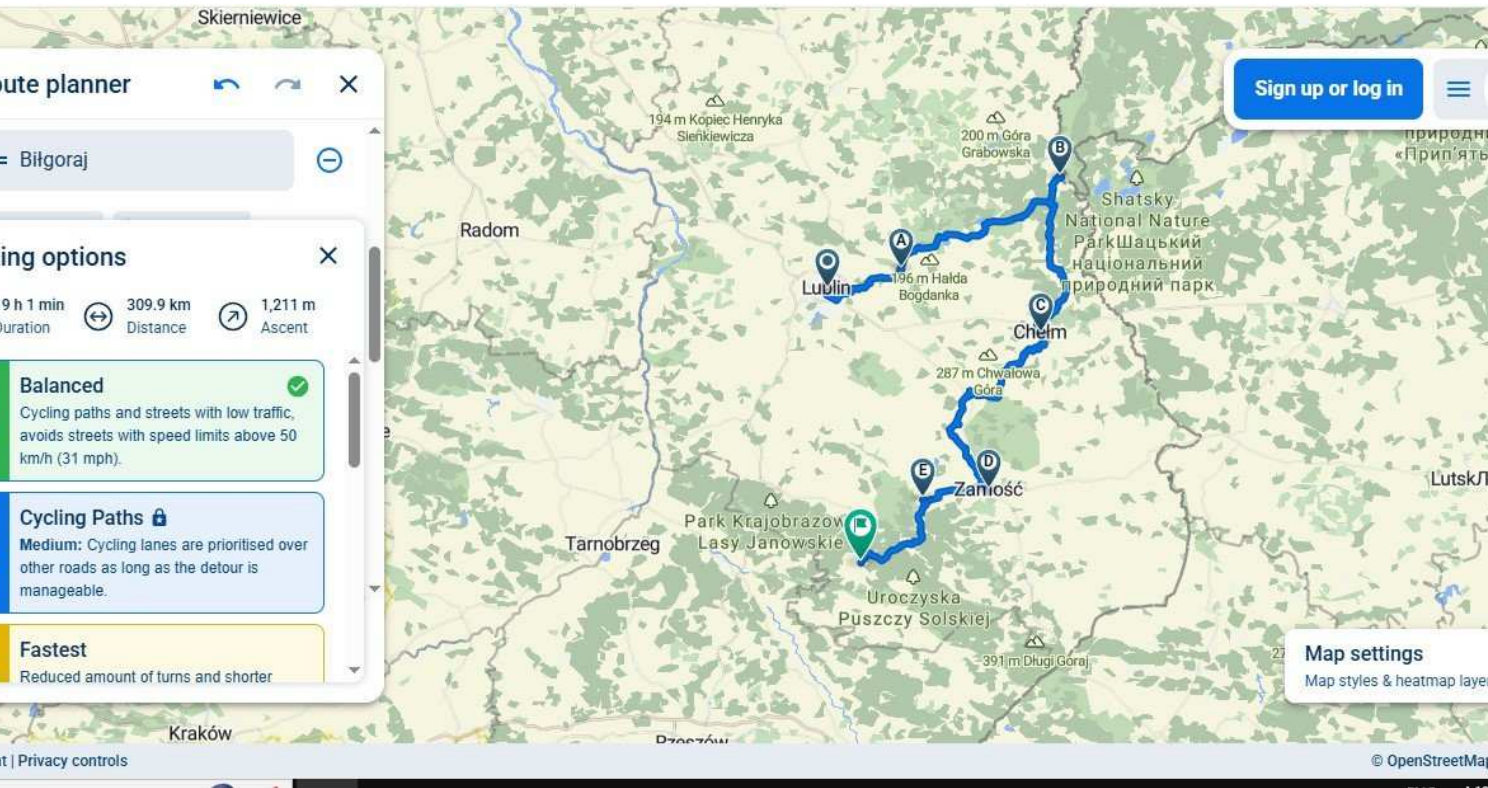 Skierniewice
ute planner
Biłgoraj
ing options
9 h 1 min
Duration
309.9 km
Distance
1,211 m
Ascent
Balanced
Cycling paths and streets with low traffic,
avoids streets with speed limits above 50
km/h (31 mph).
Cycling Paths
Medium: Cycling lanes are prioritised over
other roads as long as the detour is
manageable.
Fastest
Reduced amount of turns and shorter
Kraków
t | Privacy controls
194 m Kopiec Henryka
Sienkiewicza
200 m Góra
Grabowska
B
Sign up or log in
природн
«Прип'ять
Shatsky
National Nature
ParkШацький
національний
природний парк
Radom
A
196 m Hałda
Bogdanka
Lublin
C
Chełm
287 m Chwałowa
Góra
E
D
Zamość
Park Krajobrazow
Lasy Janowskie
Tarnobrzeg
Uroczyska
Puszczy Solskiej
391 m Długi Goraj
Rzeszów
Lutsk
27
Map settings
Map styles & heatmap layer
© OpenStreetMap